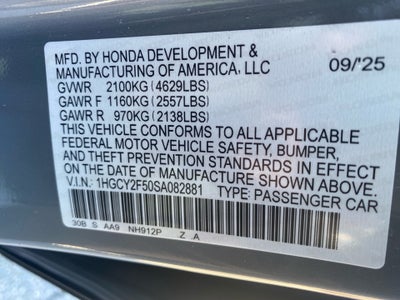 MFD. BY HONDA DEVELOPMENT &
MANUFACTURING OF AMERICA, LLC 09/'25
GVWR 2100KG (4629LBS)
GAWR F 1160KG (2557LBS)
GAWR R 970KG (2138LBS)
THIS VEHICLE CONFORMS TO ALL APPLICABLE
FEDERAL MOTOR VEHICLE SAFETY, BUMPER,
AND THEFT PREVENTION STANDARDS IN EFFECT
ON THE DATE OF MANUFACTURE SHOWN ABOVE.
V.I.N.: 1HGCY2F50SA082881 TYPE: PASSENGER CAR
30B S AA9 NH912P Z A